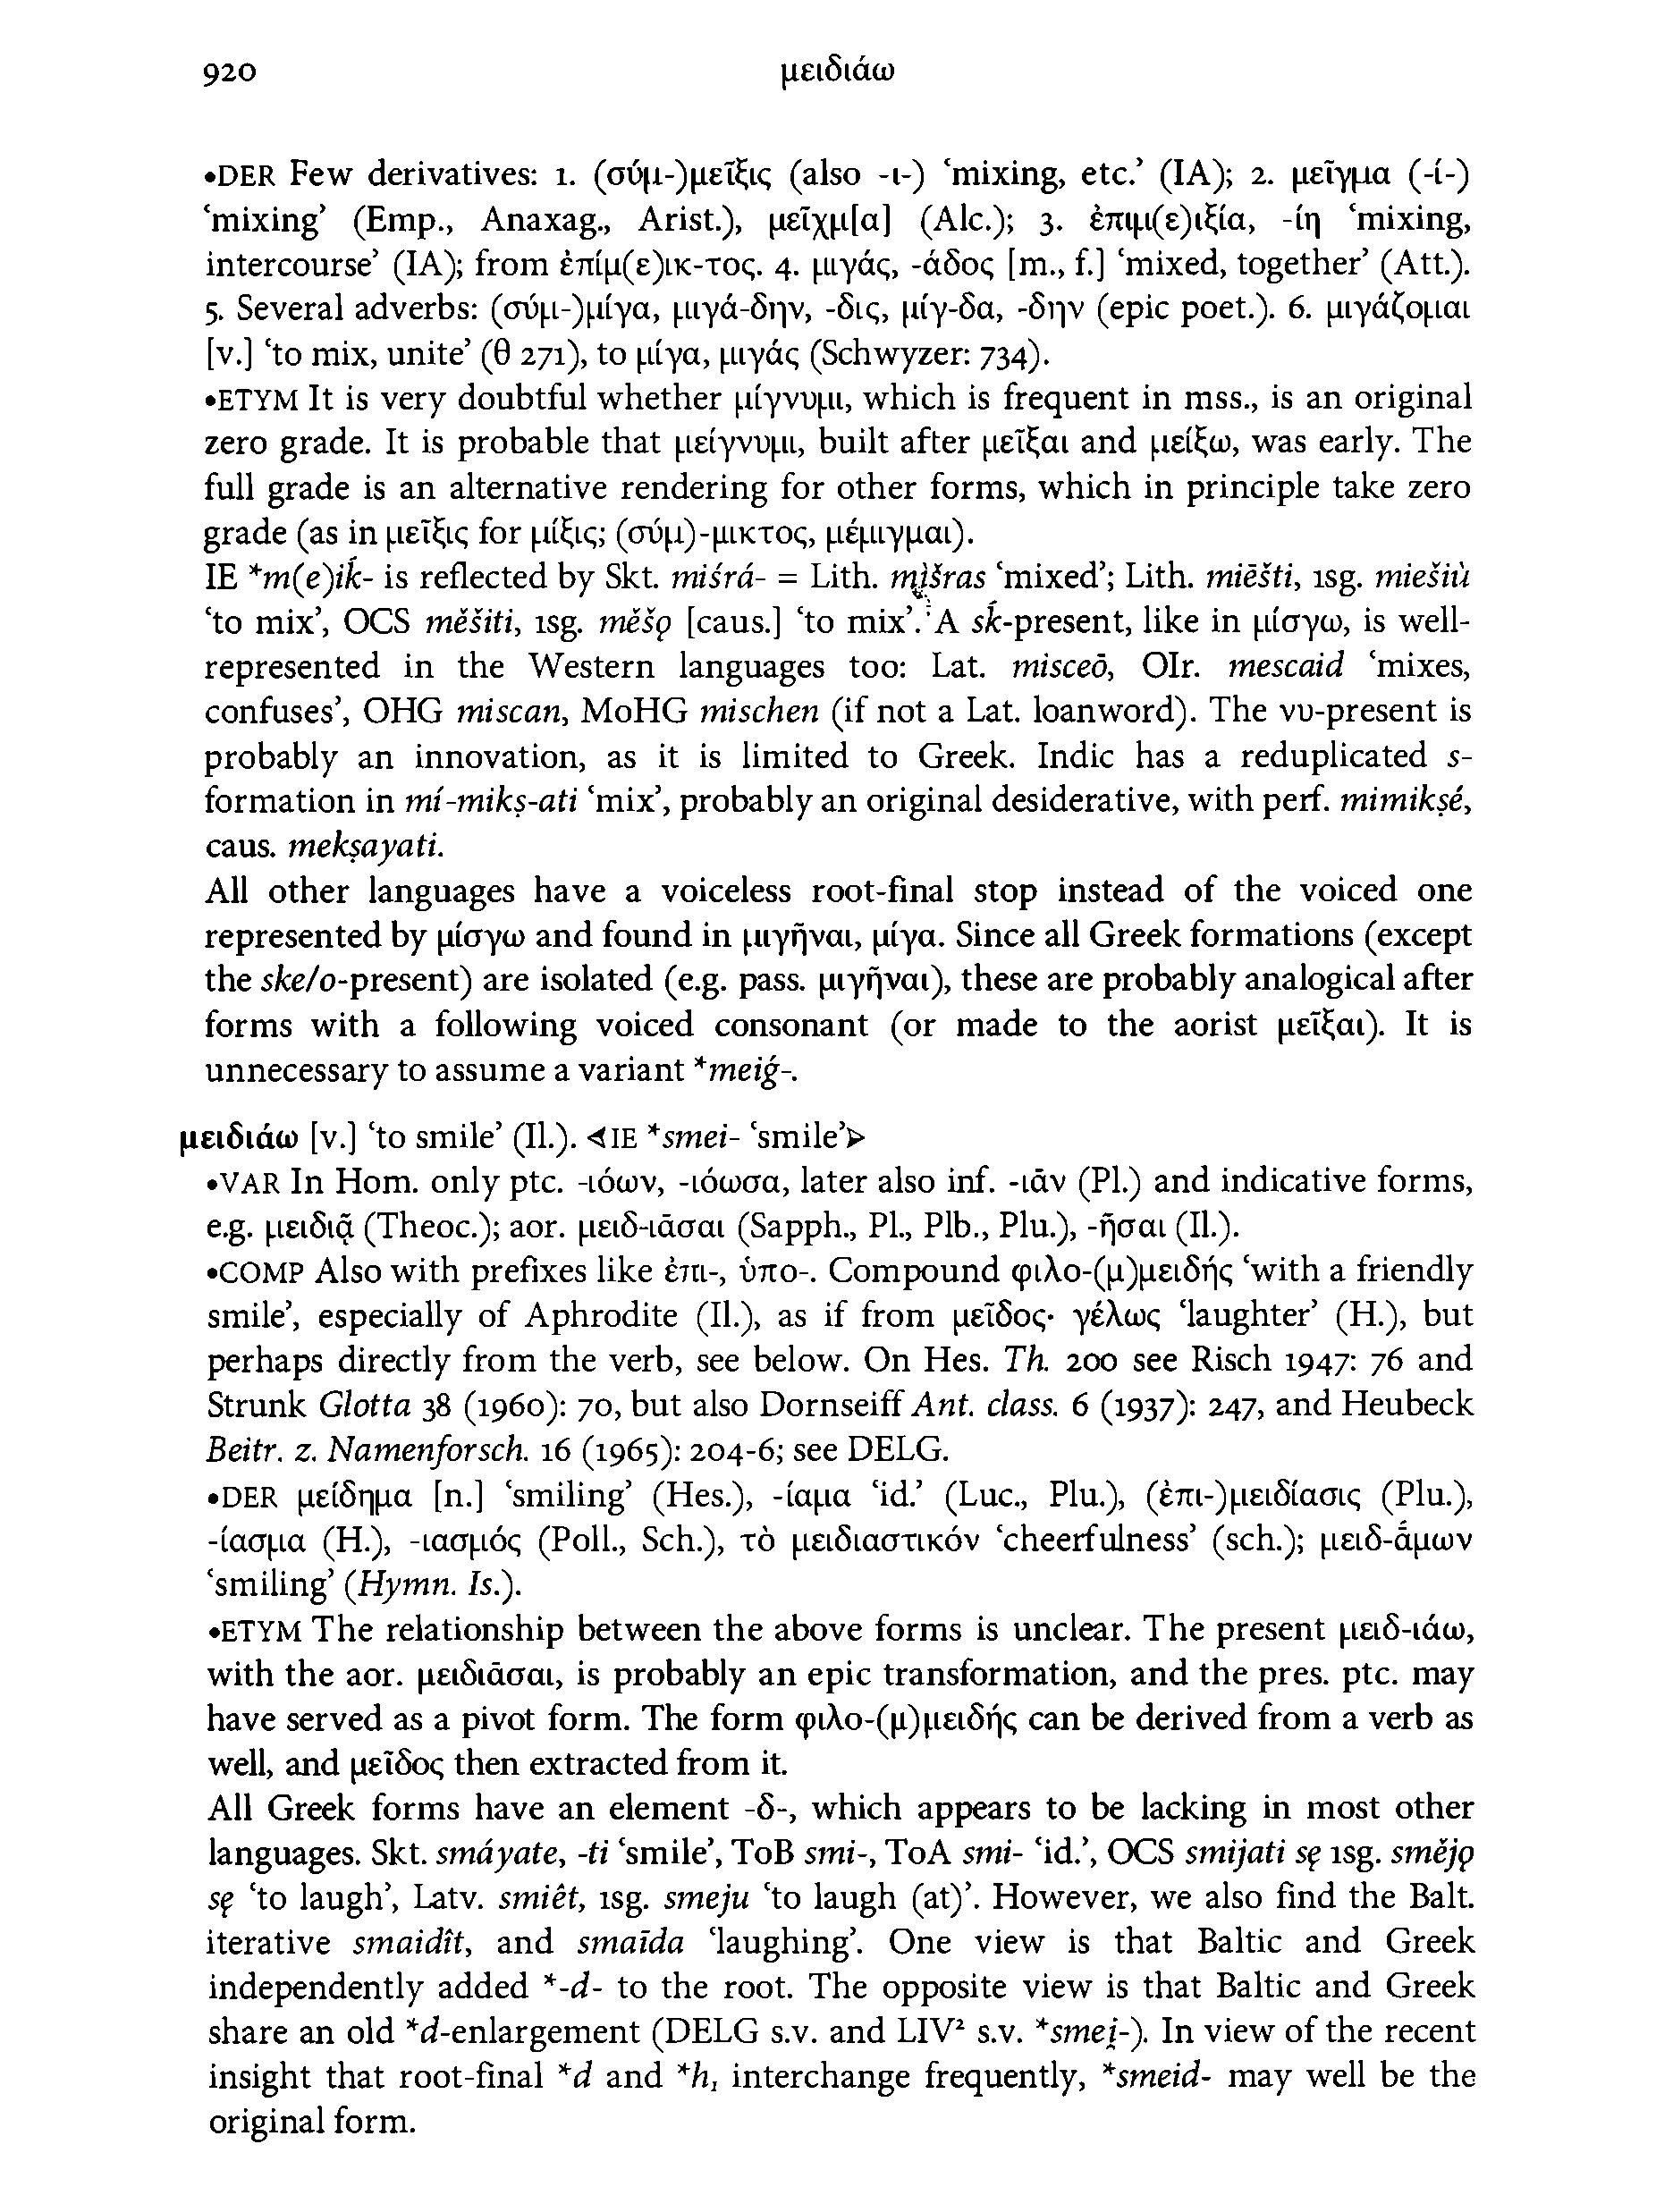 920
μειδιάω
•DER Few derivatives: 1. (σύμ-)μεῖξις (also -ι-) ‘mixing, etc.’ (IA); 2. μεῖγμα (-ί-)
‘mixing’ (Emp., Anaxag., Arist.), μεῖχμ[α] (Alc.); 3. ἐπιμ(ε)ιξία, -ίη ‘mixing,
intercourse’ (IA); from ἐπίμ(ε)ικ-τος. 4. μιγάς, -άδος [m., f.] ‘mixed, together’ (Att.).
5. Several adverbs: (σύμ-)μίγα, μιγά-δην, -δις, μίγ-δα, -δην (epic poet.). 6. μιγάζομαι
[v.] ‘to mix, unite’ (θ 271), to μίγα, μιγάς (Schwyzer: 734).
•ETYM It is very doubtful whether μίγνυμι, which is frequent in mss., is an original
zero grade. It is probable that μείγνυμι, built after μεῖξαι and μείξω, was early. The
full grade is an alternative rendering for other forms, which in principle take zero
grade (as in μεῖξις for μίξις; (σύμ)-μικτος, μέμιγμαι).
IE *m(e)iḱ- is reflected by Skt. miśrá- = Lith. mìšras ‘mixed’; Lith. miẽšti, 1sg. miešiù
‘to mix’, OCS měšiti, 1sg. měšǫ [caus.] ‘to mix’. A sḱ-present, like in μίσγω, is well-
represented in the Western languages too: Lat. misceō, OIr. mescaid ‘mixes,
confuses’, OHG miscan, MoHG mischen (if not a Lat. loanword). The νυ-present is
probably an innovation, as it is limited to Greek. Indic has a reduplicated s-
formation in mí-mikṣ-ati ‘mix’, probably an original desiderative, with perf. mimikṣé,
caus. mekṣayati.
All other languages have a voiceless root-final stop instead of the voiced one
represented by μίσγω and found in μιγῆναι, μίγα. Since all Greek formations (except
the ske/o-present) are isolated (e.g. pass. μιγῆναι), these are probably analogical after
forms with a following voiced consonant (or made to the aorist μεῖξαι). It is
unnecessary to assume a variant *meiǵ-.
μειδιάω [v.] ‘to smile’ (Il.). ◁IE *smei- ‘smile’▷
•VAR In Hom. only ptc. -ιόων, -ιόωσα, later also inf. -ιᾶν (Pl.) and indicative forms,
e.g. μειδιᾷ (Theoc.); aor. μειδ-ιᾶσαι (Sapph., Pl., Plb., Plu.), -ῆσαι (Il.).
•COMP Also with prefixes like ἐπι-, ὑπο-. Compound φιλο-(μ)μειδής ‘with a friendly
smile’, especially of Aphrodite (Il.), as if from μεῖδος· γέλως ‘laughter’ (H.), but
perhaps directly from the verb, see below. On Hes. Th. 200 see Risch 1947: 76 and
Strunk Glotta 38 (1960): 70, but also Dornseiff Ant. class. 6 (1937): 247, and Heubeck
Beitr. z. Namenforsch. 16 (1965): 204-6; see DELG.
•DER μείδημα [n.] ‘smiling’ (Hes.), -ίαμα ‘id.’ (Luc., Plu.), (ἐπι-)μειδίασις (Plu.),
-ίασμα (H.), -ιασμός (Poll., Sch.), τὸ μειδιαστικόν ‘cheerfulness’ (sch.); μειδ-ά̄μων
‘smiling’ (Hymn. Is.).
•ETYM The relationship between the above forms is unclear. The present μειδ-ιάω,
with the aor. μειδιᾶσαι, is probably an epic transformation, and the pres. ptc. may
have served as a pivot form. The form φιλο-(μ)μειδής can be derived from a verb as
well, and μεῖδος then extracted from it.
All Greek forms have an element -δ-, which appears to be lacking in most other
languages. Skt. smáyate, -ti ‘smile’, ToB smi-, ToA smi- ‘id.’, OCS smijati sę 1sg. smějǫ
sę ‘to laugh’, Latv. smiêt, 1sg. smeju ‘to laugh (at)’. However, we also find the Balt.
iterative smaidît, and smaĩda ‘laughing’. One view is that Baltic and Greek
independently added *-d- to the root. The opposite view is that Baltic and Greek
share an old *d-enlargement (DELG s.v. and LIV² s.v. *smei̯-). In view of the recent
insight that root-final *d and *h₁ interchange frequently, *smeid- may well be the
original form.